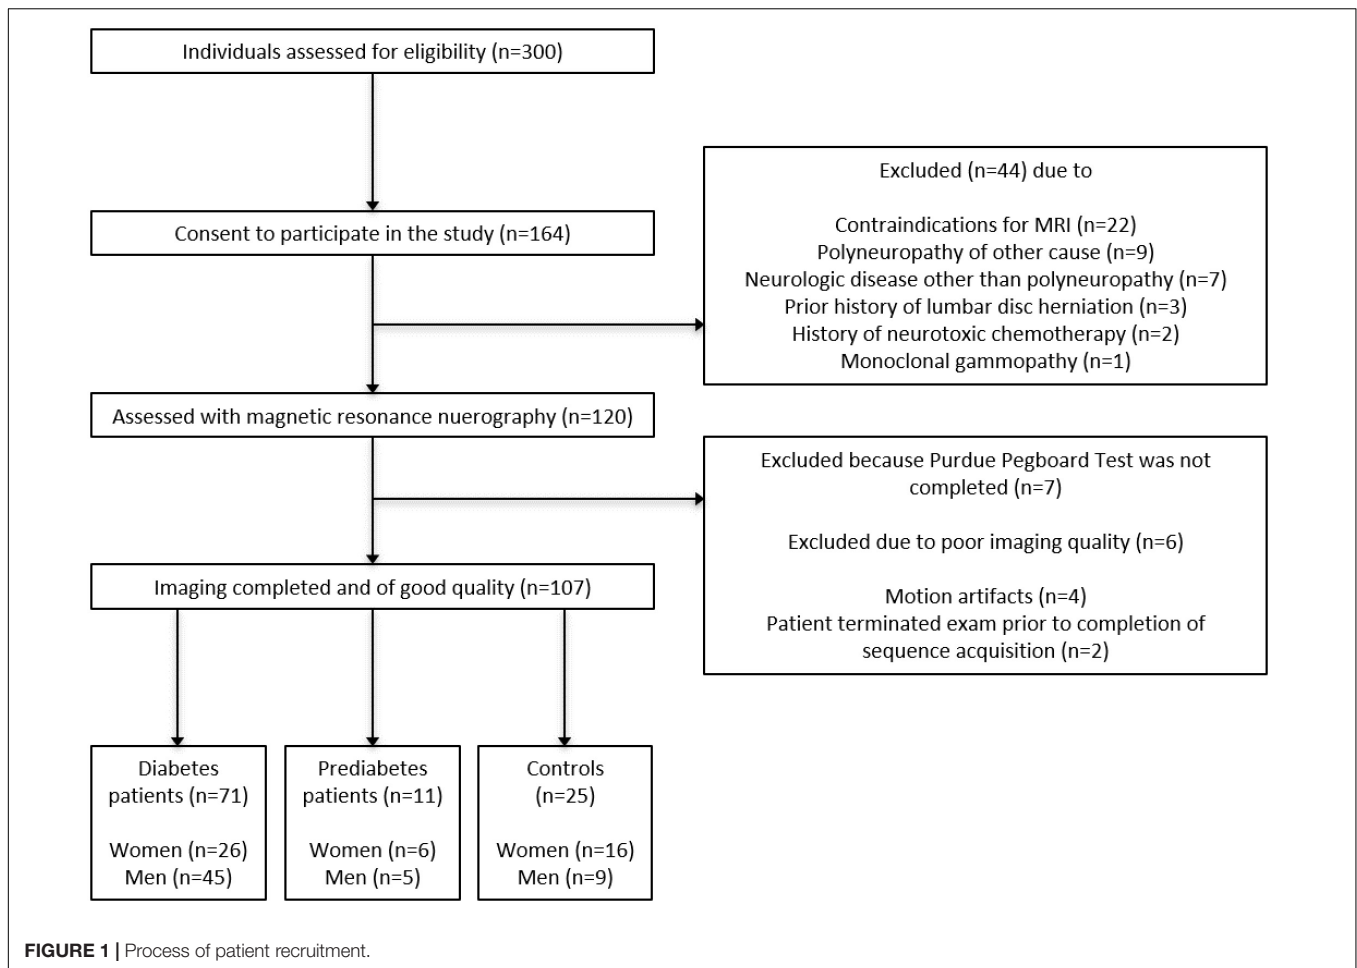 Individuals assessed for eligibility (n=300)
Excluded (n=44) due to
Contraindications for MRI (n=22)
Polyneuropathy of other cause (n=9)
Neurologic disease other than polyneuropathy (n=7)
Prior history of lumbar disc herniation (n=3)
History of neurotoxic chemotherapy (n=2)
Monoclonal gammopathy (n=1)
Consent to participate in the study (n=164)
Assessed with magnetic resonance nuerography (n=120)
Excluded because Purdue Pegboard Test was not
completed (n=7)
Excluded due to poor imaging quality (n=6)
Motion artifacts (n=4)
Patient terminated exam prior to completion of
sequence acquisition (n=2)
Imaging completed and of good quality (n=107)
Diabetes
patients (n=71)
Women (n=26)
Men (n=45)
Prediabetes
patients (n=11)
Women (n=6)
Men (n=5)
Controls
(n=25)
Women (n=16)
Men (n=9)
FIGURE 1 | Process of patient recruitment.